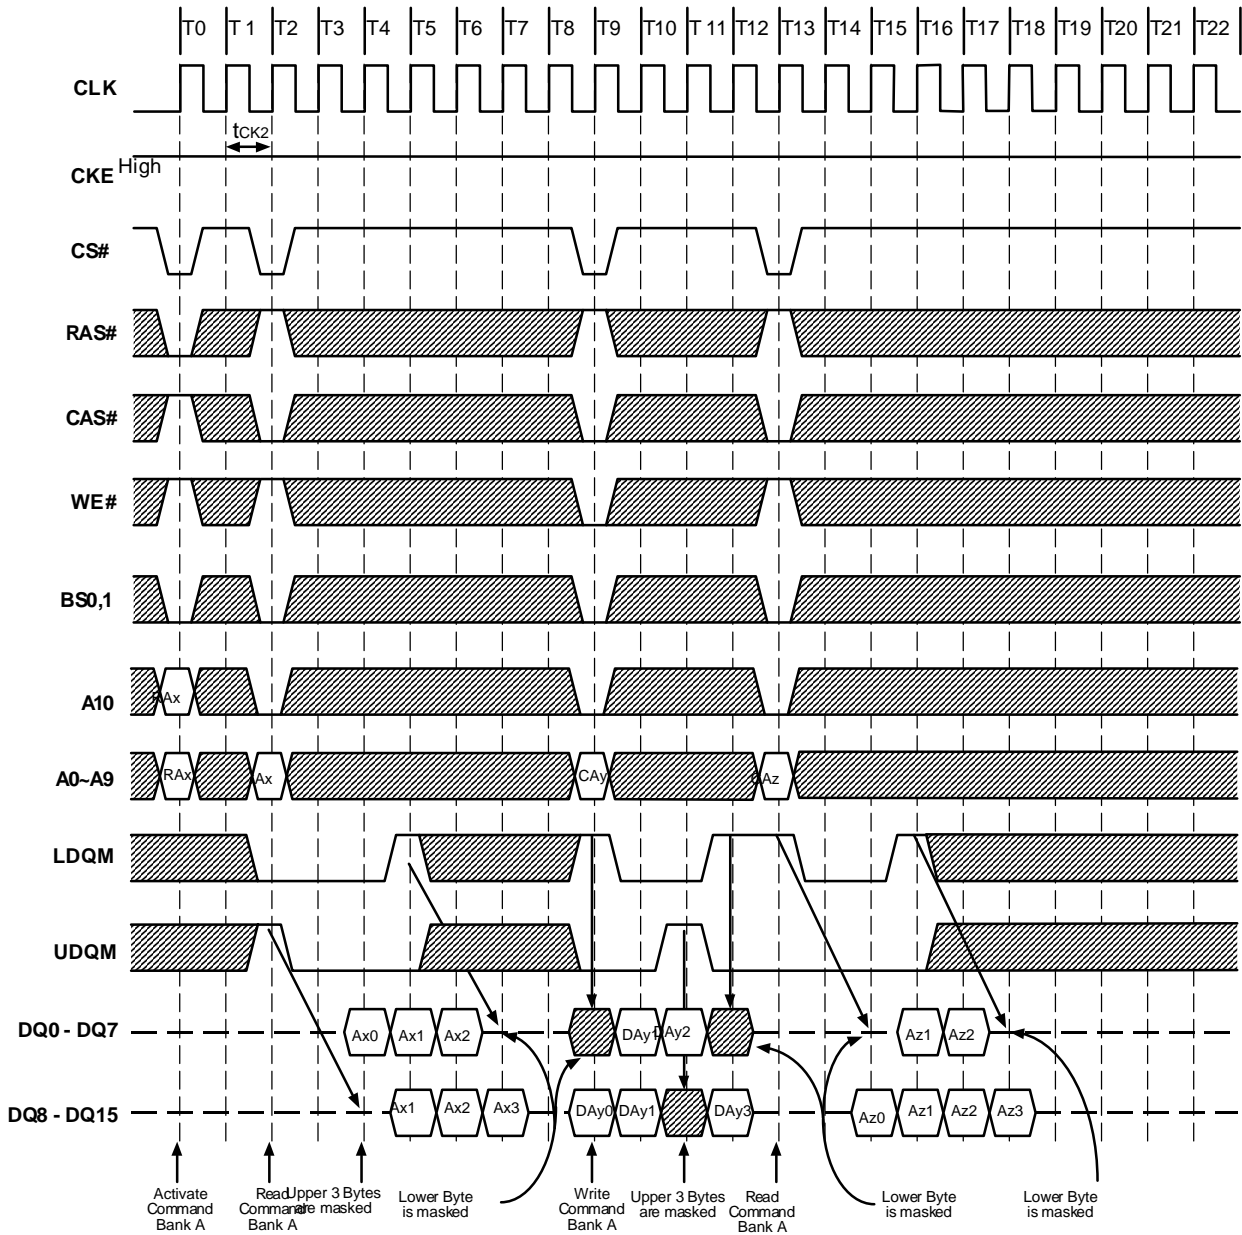 T0 T 1 T2 T3 T4 T5 T6 T7 T8 T9 T10 T 11 T12 T13 T14 T15 T16 T17 T18 T19 T20 T21 T22
CLK
tCK2
High
CKE
CS#
RAS#
CAS#
WE#
BS0,1
A10 RAx
A0~A9 RAx Ax CAy CAz
LDQM
UDQM
DQ0 - DQ7 Ax0 Ax1 Ax2 DAy1 DAy2 Az1 Az2
DQ8 - DQ15 Ax1 Ax2 Ax3 DAy0 DAy1 DAy3 Az0 Az1 Az2 Az3
Activate
Command
Bank A
Read
Command
Bank A
Upper 3 Bytes
are masked
Lower Byte
is masked
Write
Command
Bank A
Upper 3 Bytes
are masked
Read
Command
Bank A
Lower Byte
is masked
Lower Byte
is masked